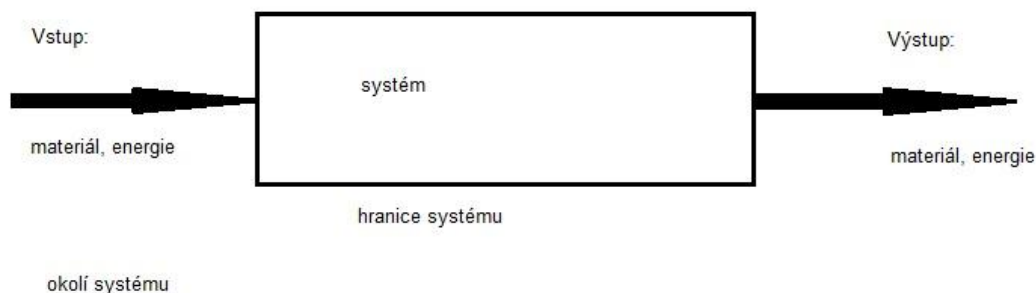 Vstup:
Výstup:
systém
materiál, energie
materiál, energie
hranice systému
okolí systému